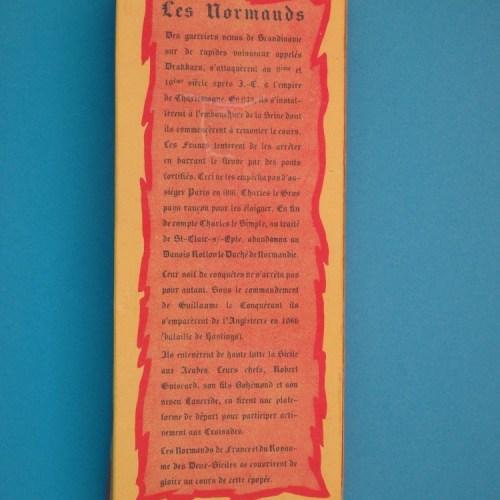 Les Normands
Des guerriers venus de Scandinavie
sur de rapides vaisseaux appelés
Drakkars, s'attaquèrent au 9ème et
10ème siècle après J.-C. à l'empire
de Charlemagne. En 840, ils s'instal-
lèrent à l'embouchure de la Seine dont
ils commencèrent à remonter le cours.
Les Francs tentèrent de les arrêter
en barrant le fleuve par des ponts
fortifiés. Ceci ne les empêcha pas d'as-
siéger Paris en 886. Charles le Gros
paya rançon pour les éloigner. En fin
de compte Charles le Simple, au traité
de St-Clair-s/-Epte, abandonna au
Danois Rollon le Duché de Normandie.
Leur soif de conquêtes ne s'arrêta pas
pour autant. Sous le commandement
de Guillaume le Conquérant ils
s'emparèrent de l'Angleterre en 1066
(bataille de Hastings).
Ils enlevèrent de haute lutte la Sicile
aux Arabes. Leurs chefs, Robert
Guiscard, son fils Bohémond et son
neveu Tancrède, en firent une plate-
forme de départ pour participer acti-
vement aux Croisades.
Les Normands de France et du Royau-
me des Deux-Siciles se couvrirent de
gloire au cours de cette épopée.